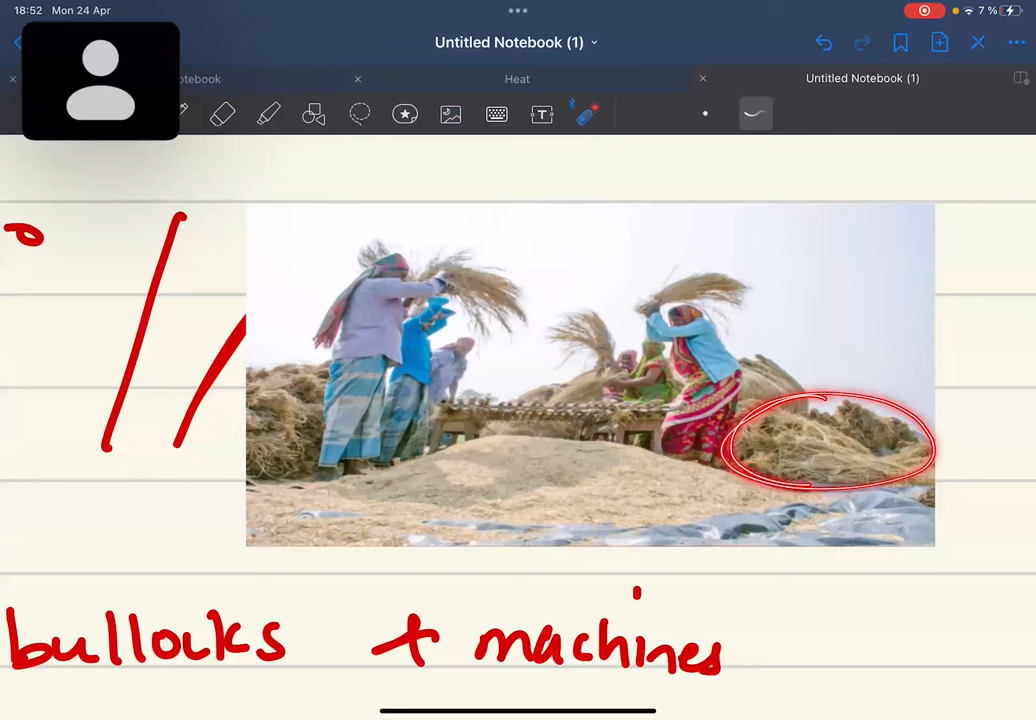 18:52 Mon 24 Apr
7 %
Untitled Notebook (1)
otebook
Heat
Untitled Notebook (1)
bullocks + machines